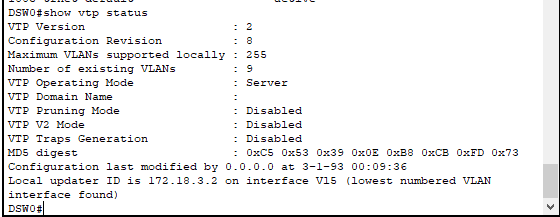 DSW0#show vtp status
VTP Version : 2
Configuration Revision : 8
Maximum VLANs supported locally : 255
Number of existing VLANs : 9
VTP Operating Mode : Server
VTP Domain Name :
VTP Pruning Mode : Disabled
VTP V2 Mode : Disabled
VTP Traps Generation : Disabled
MD5 digest : 0xC5 0x53 0x39 0x0E 0xB8 0xCB 0xFD 0x73
Configuration last modified by 0.0.0.0 at 3-1-93 00:09:36
Local updater ID is 172.18.3.2 on interface Vl5 (lowest numbered VLAN
interface found)
DSW0#